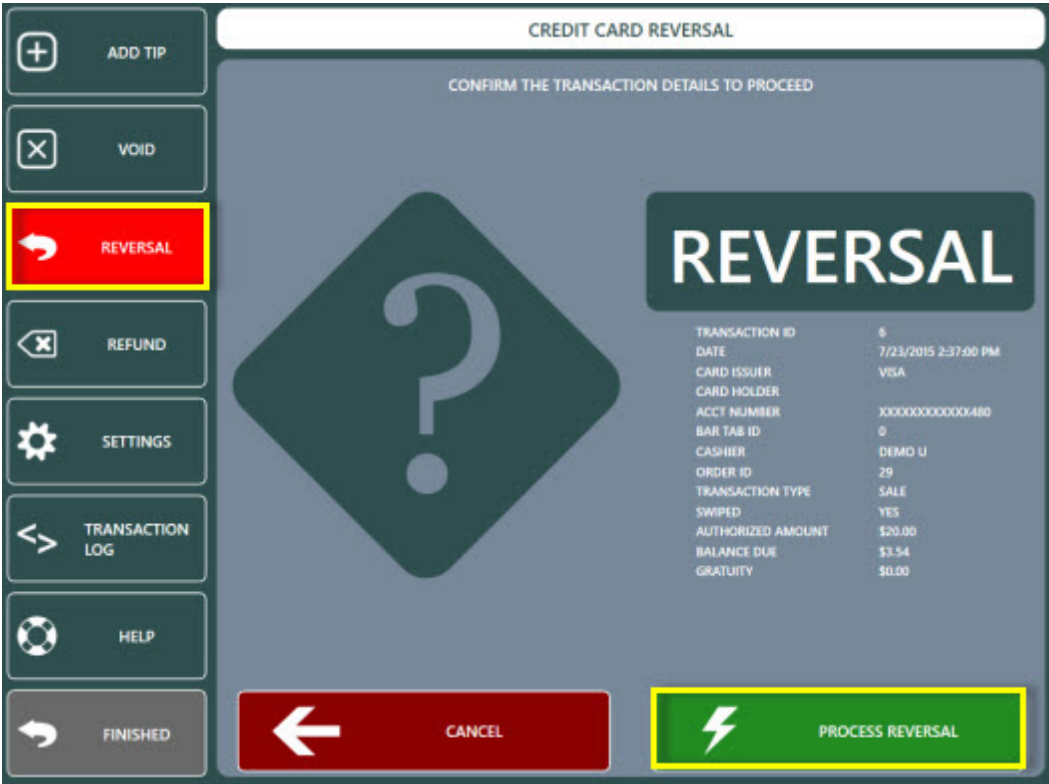 ADD TIP
VOID
REVERSAL
REFUND
SETTINGS
TRANSACTION
LOG
HELP
FINISHED
CREDIT CARD REVERSAL
CONFIRM THE TRANSACTION DETAILS TO PROCEED
?
REVERSAL
TRANSACTION ID 6
DATE 7/23/2015 2:37:00 PM
CARD ISSUER VISA
CARD HOLDER
ACCT NUMBER XXXXXXXXXXXXX480
BAR TAB ID 0
CASHIER DEMO U
ORDER ID 29
TRANSACTION TYPE SALE
SWIPED YES
AUTHORIZED AMOUNT $20.00
BALANCE DUE $3.54
GRATUITY $0.00
CANCEL
PROCESS REVERSAL